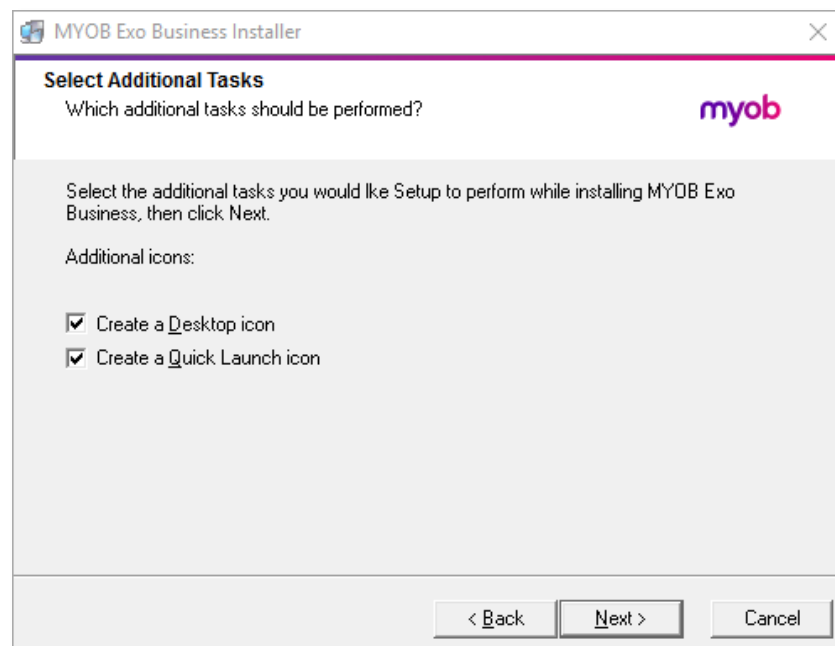 MYOB Exo Business Installer
Select Additional Tasks
Which additional tasks should be performed?
myob
Select the additional tasks you would lke Setup to perform while installing MYOB Exo
Business, then click Next.
Additional icons:
Create a Desktop icon
Create a Quick Launch icon
< Back
Next >
Cancel